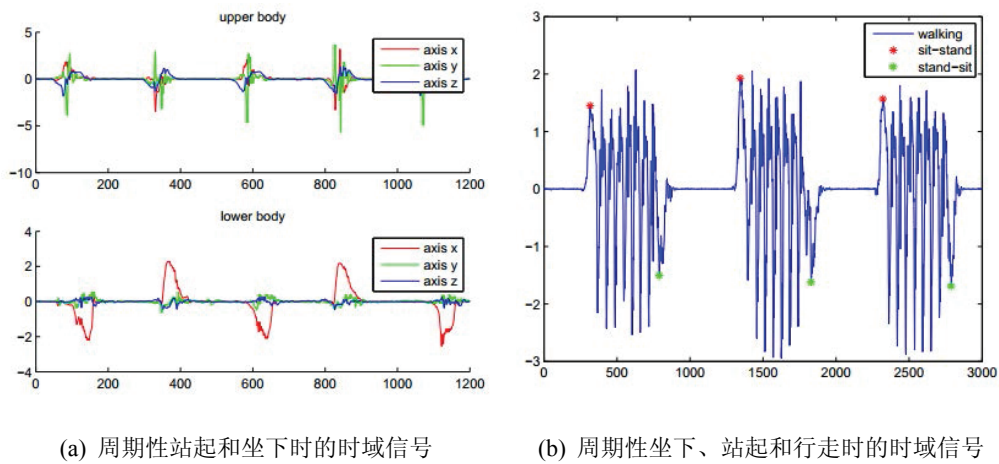 upper body
5
0
−5
−10
0 200 400 600 800 1000 1200
axis x
axis y
axis z
lower body
4
2
0
−2
−4
0 200 400 600 800 1000 1200
axis x
axis y
axis z
(a) 周期性站起和坐下时的时域信号
3
2
1
0
−1
−2
−3
0 500 1000 1500 2000 2500 3000
walking
sit−stand
stand−sit
(b) 周期性坐下、站起和行走时的时域信号